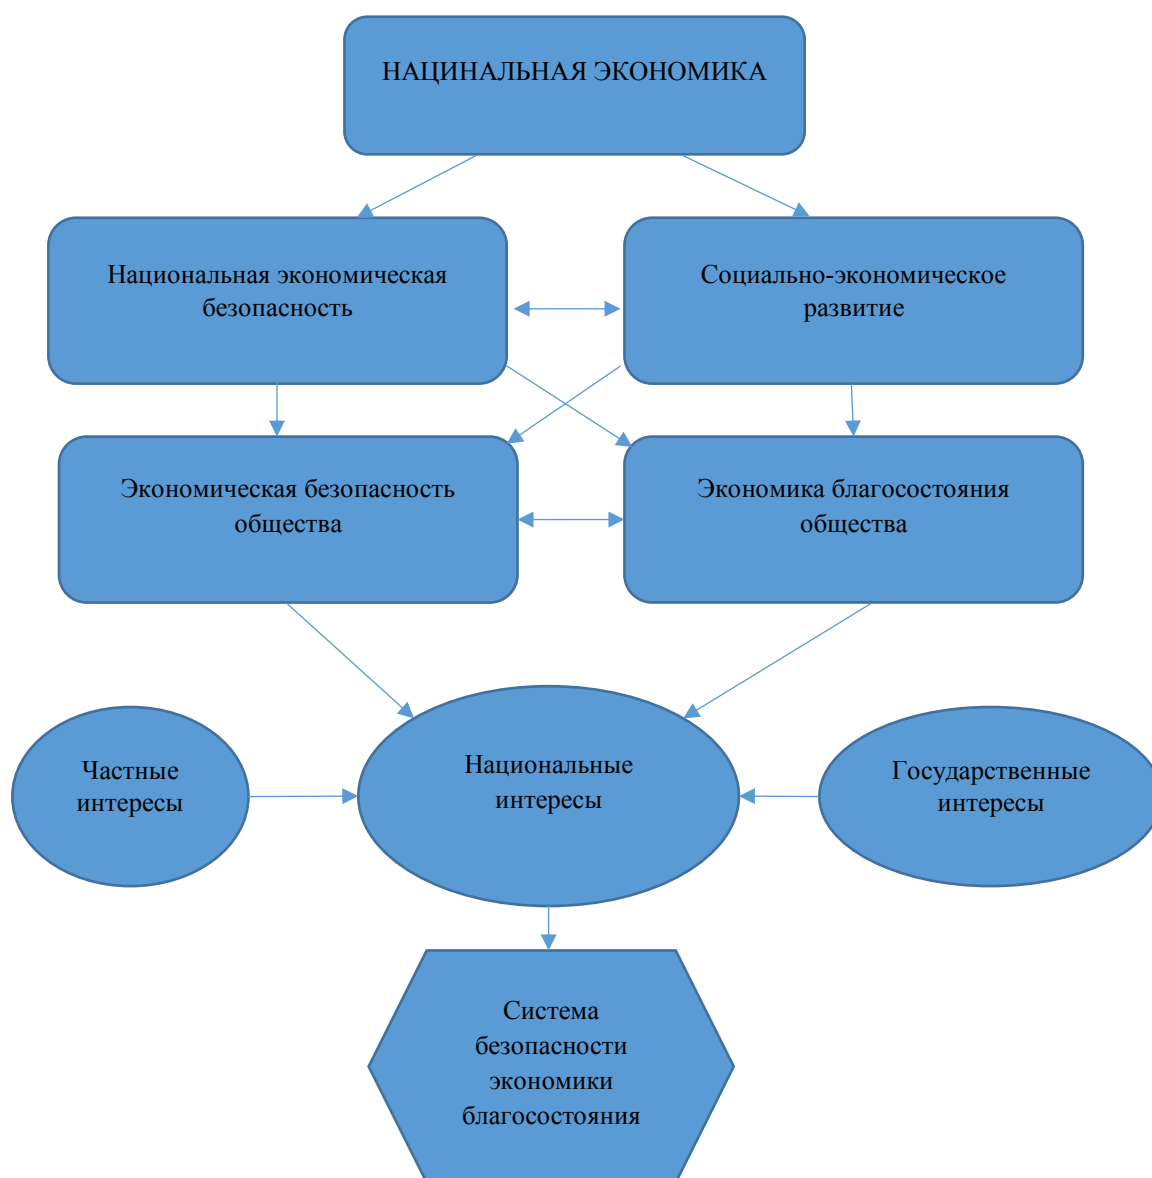 НАЦИНАЛЬНАЯ ЭКОНОМИКА
Национальная экономическая
безопасность
Социально-экономическое
развитие
Экономическая безопасность
общества
Экономика благосостояния
общества
Частные
интересы
Национальные
интересы
Государственные
интересы
Система
безопасности
экономики
благосостояния